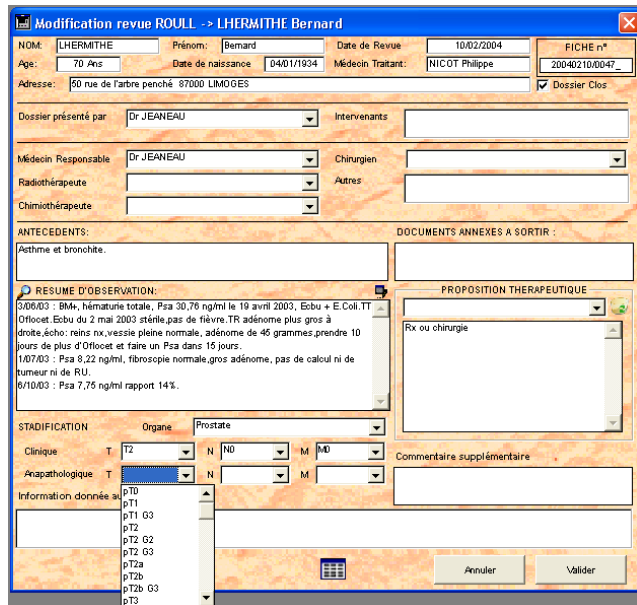 Modification revue ROULL -> LHERMITHE Bernard
NOM: LHERMITHE Prénom: Bernard Date de Revue 10/02/2004 FICHE n°
Age: 70 Ans Date de naissance 04/01/1934 Médecin Traitant: NICOT Philippe 20040210/0047_
Adresse: 50 rue de l'arbre penché 87000 LIMOGES Dossier Clos
Dossier présenté par Dr JEANEAU Intervenants
Médecin Responsable Dr JEANEAU Chirurgien
Radiothérapeute Autres
Chimiothérapeute
ANTECEDENTS: DOCUMENTS ANNEXES A SORTIR :
Asthme et bronchite.
RESUME D'OBSERVATION: PROPOSITION THERAPEUTIQUE
3/06/03 : BM+, hématurie totale, Psa 30,76 ng/ml le 19 avril 2003, Ecbu + E.Coli.TT
Oflocet.Ecbu du 2 mai 2003 stérile,pas de fièvre.TR adénome plus gros à
droite,écho: reins nx,vessie pleine normale, adénome de 45 grammes,prendre 10
jours de plus d'Oflocet et faire un Psa dans 15 jours.
1/07/03 : Psa 8,22 ng/ml, fibroscpie normale,gros adénome, pas de calcul ni de
tumeur ni de RU.
6/10/03 : Psa 7,75 ng/ml rapport 14%.
Rx ou chirurgie
STADIFICATION Organe Prostate
Clinique T T2 N N0 M M0
Commentaire supplémentaire
Anapathologique T N M
Information donnée au
pT0
pT1
pT1 G3
pT2
pT2 G2
pT2 G3
pT2a
pT2b
pT2b G3
pT3
Annuler Valider